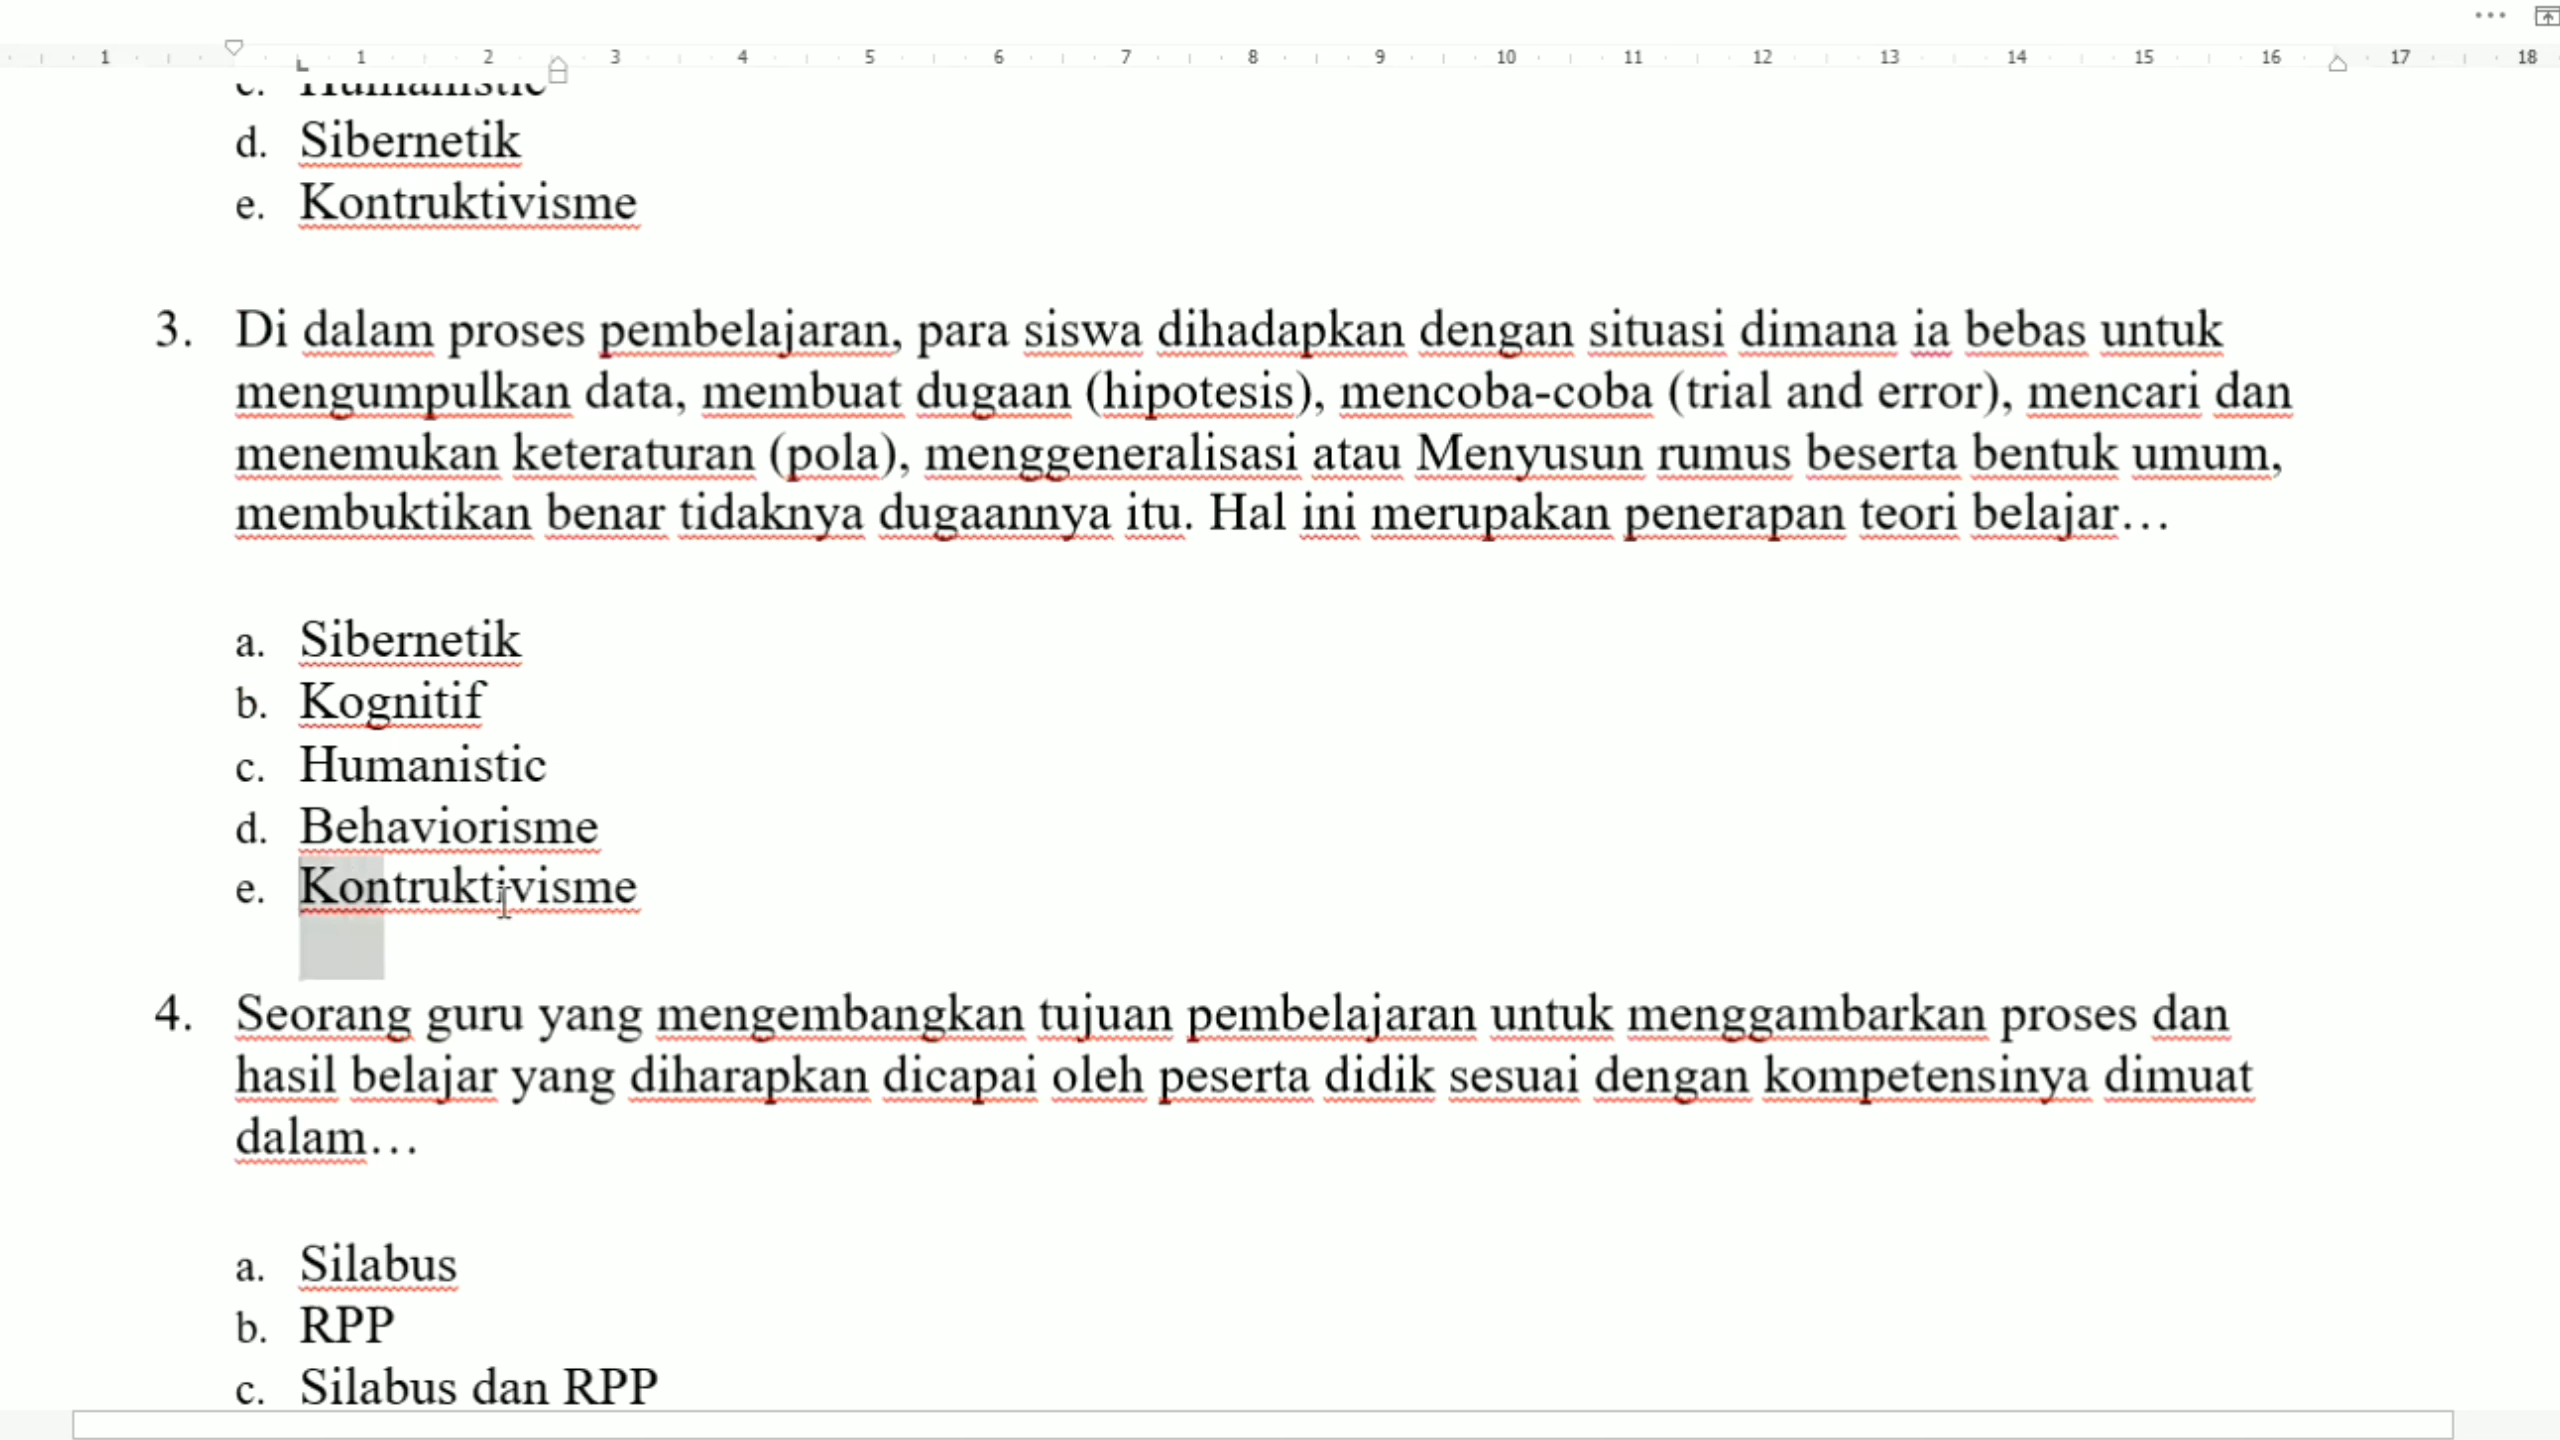 1 1 2 3 4 5 6 7 8 9 10 11 12 13 14 15 16 17 18
c. Humanistic
d. Sibernetik
e. Kontruktivisme
3. Di dalam proses pembelajaran, para siswa dihadapkan dengan situasi dimana ia bebas untuk
mengumpulkan data, membuat dugaan (hipotesis), mencoba-coba (trial and error), mencari dan
menemukan keteraturan (pola), menggeneralisasi atau Menyusun rumus beserta bentuk umum,
membuktikan benar tidaknya dugaannya itu. Hal ini merupakan penerapan teori belajar…
a. Sibernetik
b. Kognitif
c. Humanistic
d. Behaviorisme
e. Kontruktivisme
4. Seorang guru yang mengembangkan tujuan pembelajaran untuk menggambarkan proses dan
hasil belajar yang diharapkan dicapai oleh peserta didik sesuai dengan kompetensinya dimuat
dalam…
a. Silabus
b. RPP
c. Silabus dan RPP